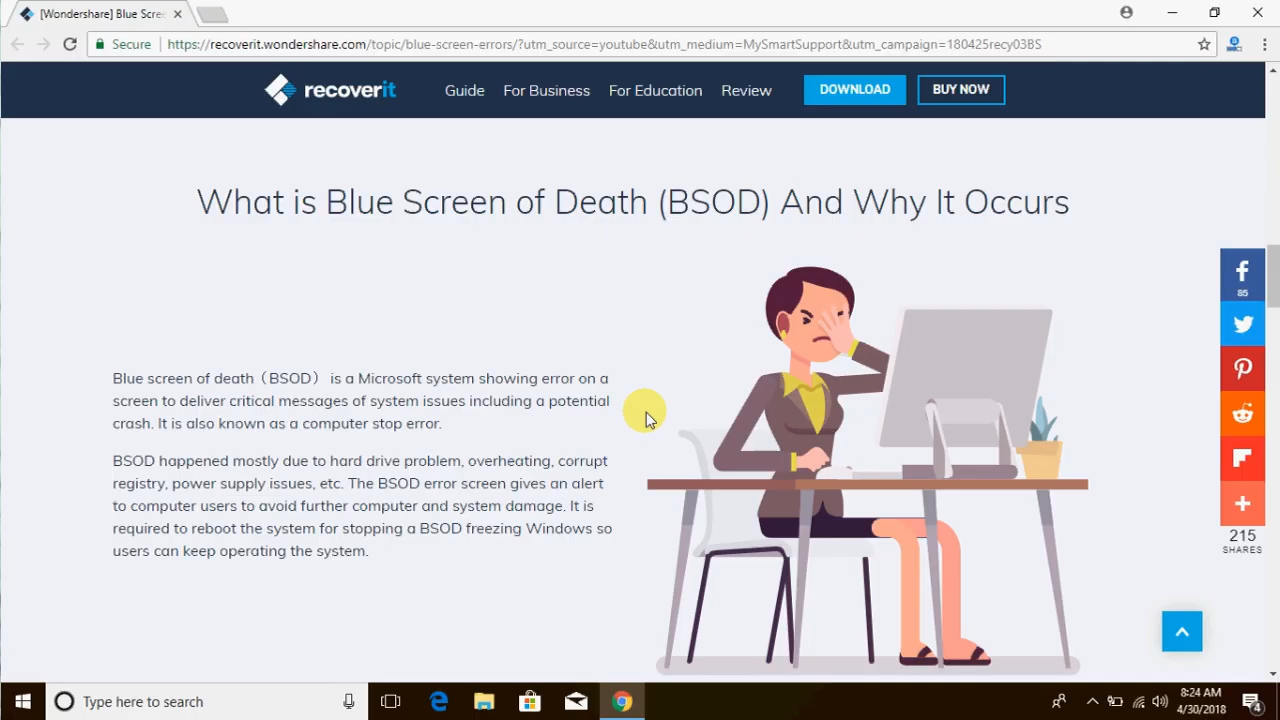 [Wondershare] Blue Scre
Secure
https://recoverit.wondershare.com/topic/blue-screen-errors/?utm_source=youtube&utm_medium=MySmartSupport&utm_campaign=180425recy03BS
recoverit
Guide
For Business
For Education
Review
DOWNLOAD
BUY NOW
What is Blue Screen of Death (BSOD) And Why It Occurs
Blue screen of death（BSOD） is a Microsoft system showing error on a
screen to deliver critical messages of system issues including a potential
crash. It is also known as a computer stop error.
BSOD happened mostly due to hard drive problem, overheating, corrupt
registry, power supply issues, etc. The BSOD error screen gives an alert
to computer users to avoid further computer and system damage. It is
required to reboot the system for stopping a BSOD freezing Windows so
users can keep operating the system.
85
215
SHARES
Type here to search
8:24 AM
4/30/2018
4